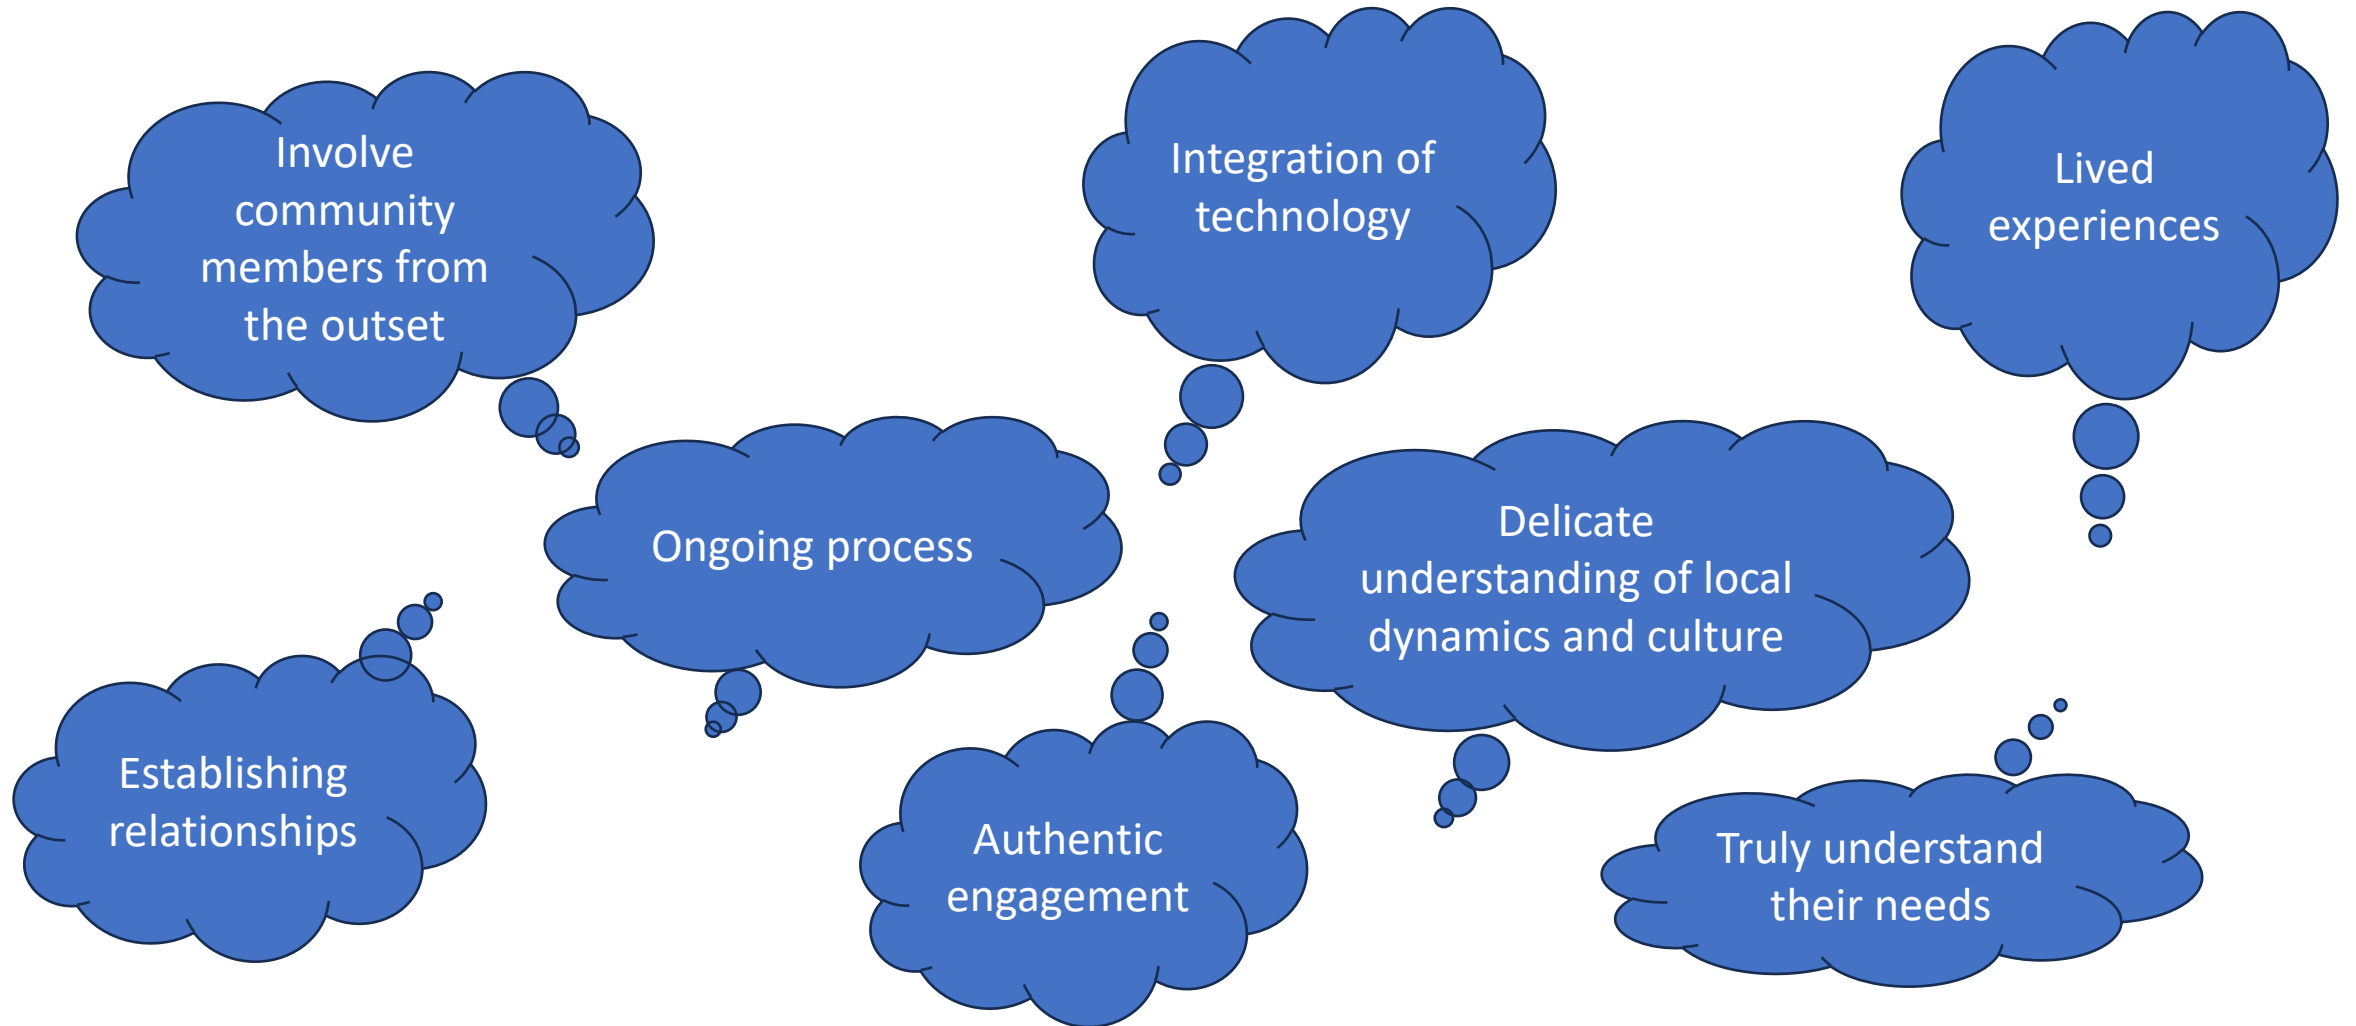 Involve
community
members from
the outset
Integration of
technology
Lived
experiences
Ongoing process
Delicate
understanding of local
dynamics and culture
Establishing
relationships
Authentic
engagement
Truly understand
their needs